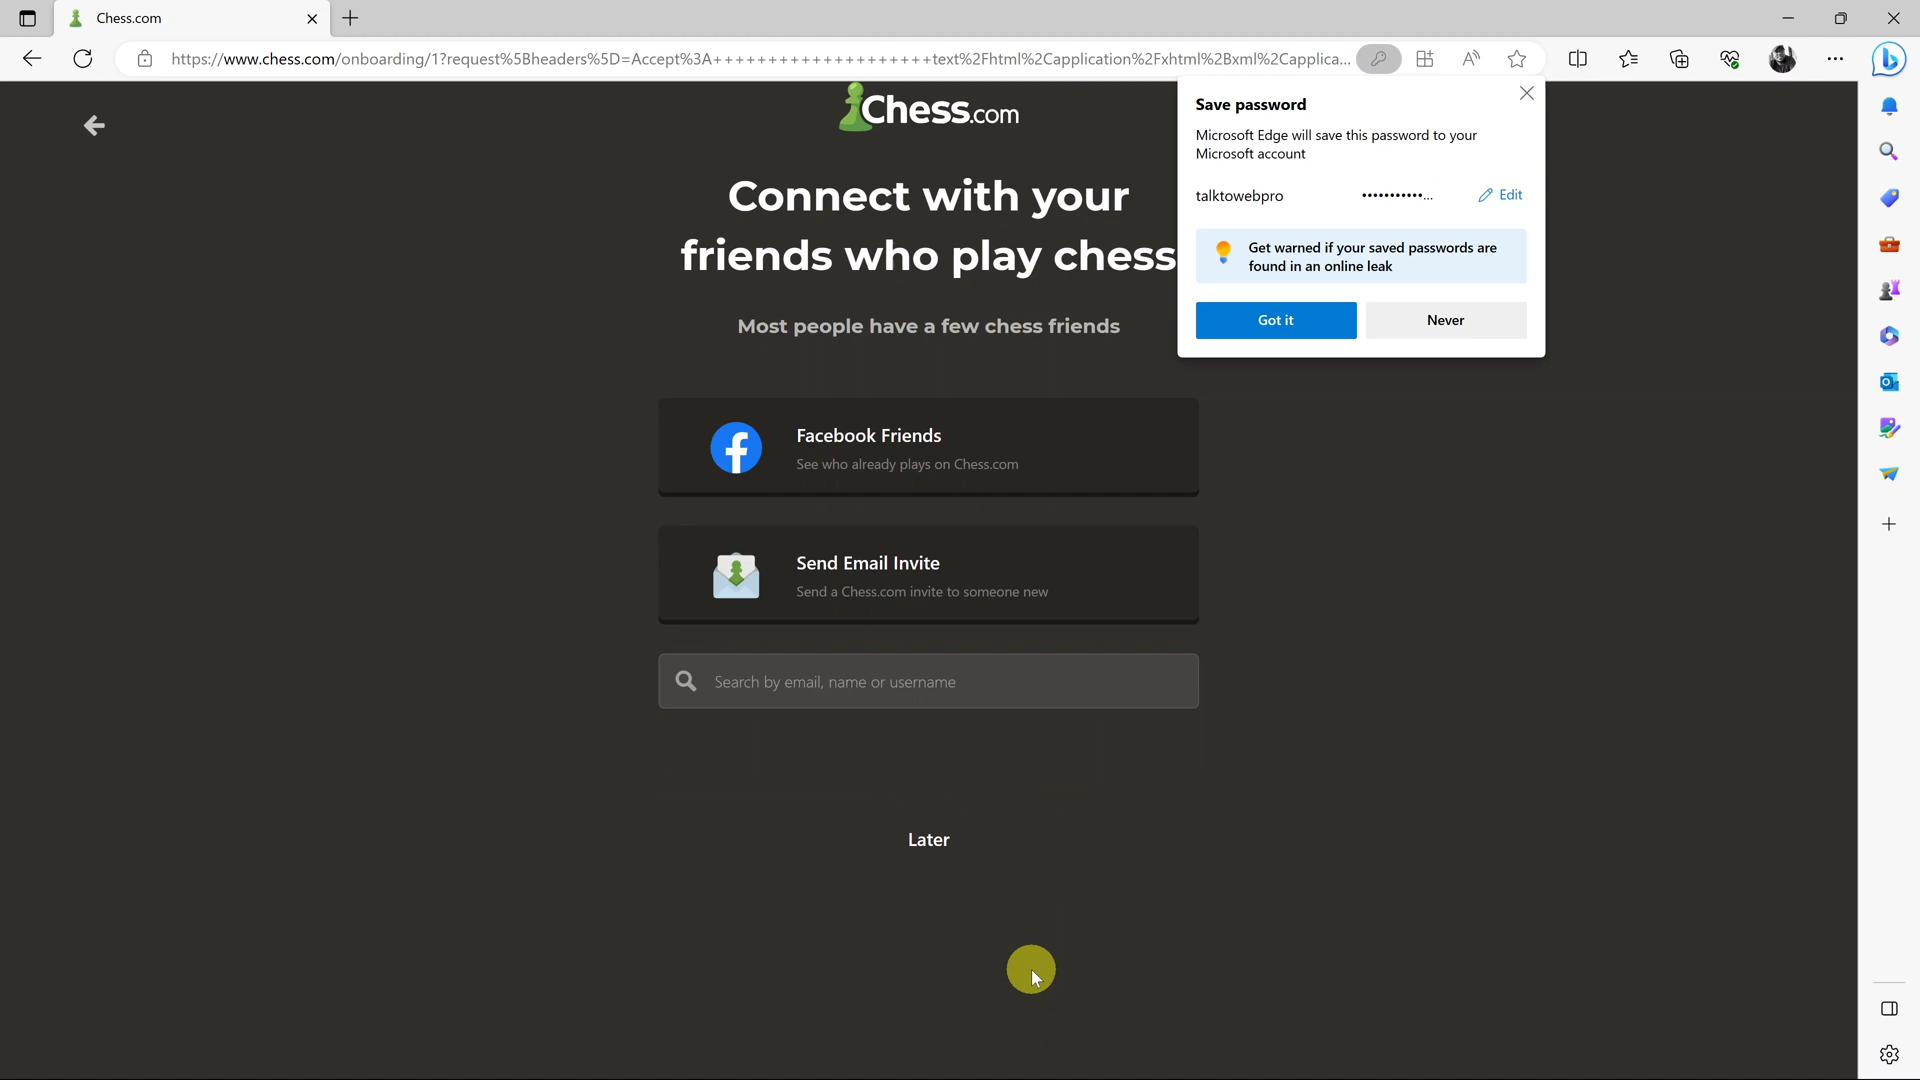 Chess.com
https://www.chess.com/onboarding/1?request%5Bheaders%5D=Accept%3A+++++++++++++++++++text%2Fhtml%2Capplication%2Fxhtml%2Bxml%2Capplica...
Chess.com
Connect with your
friends who play chess
Most people have a few chess friends
Save password
Microsoft Edge will save this password to your
Microsoft account
talktowebpro
••••••••••••...
Edit
Get warned if your saved passwords are
found in an online leak
Got it
Never
Facebook Friends
See who already plays on Chess.com
Send Email Invite
Send a Chess.com invite to someone new
Search by email, name or username
Later